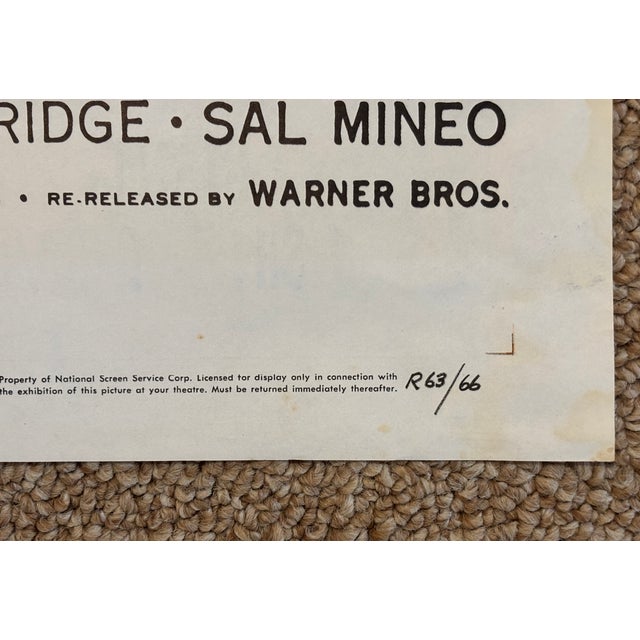 RIDGE • SAL MINEO
• RE-RELEASED BY WARNER BROS.
Property of National Screen Service Corp. Licensed for display only in connection with
the exhibition of this picture at your theatre. Must be returned immediately thereafter. R63/66